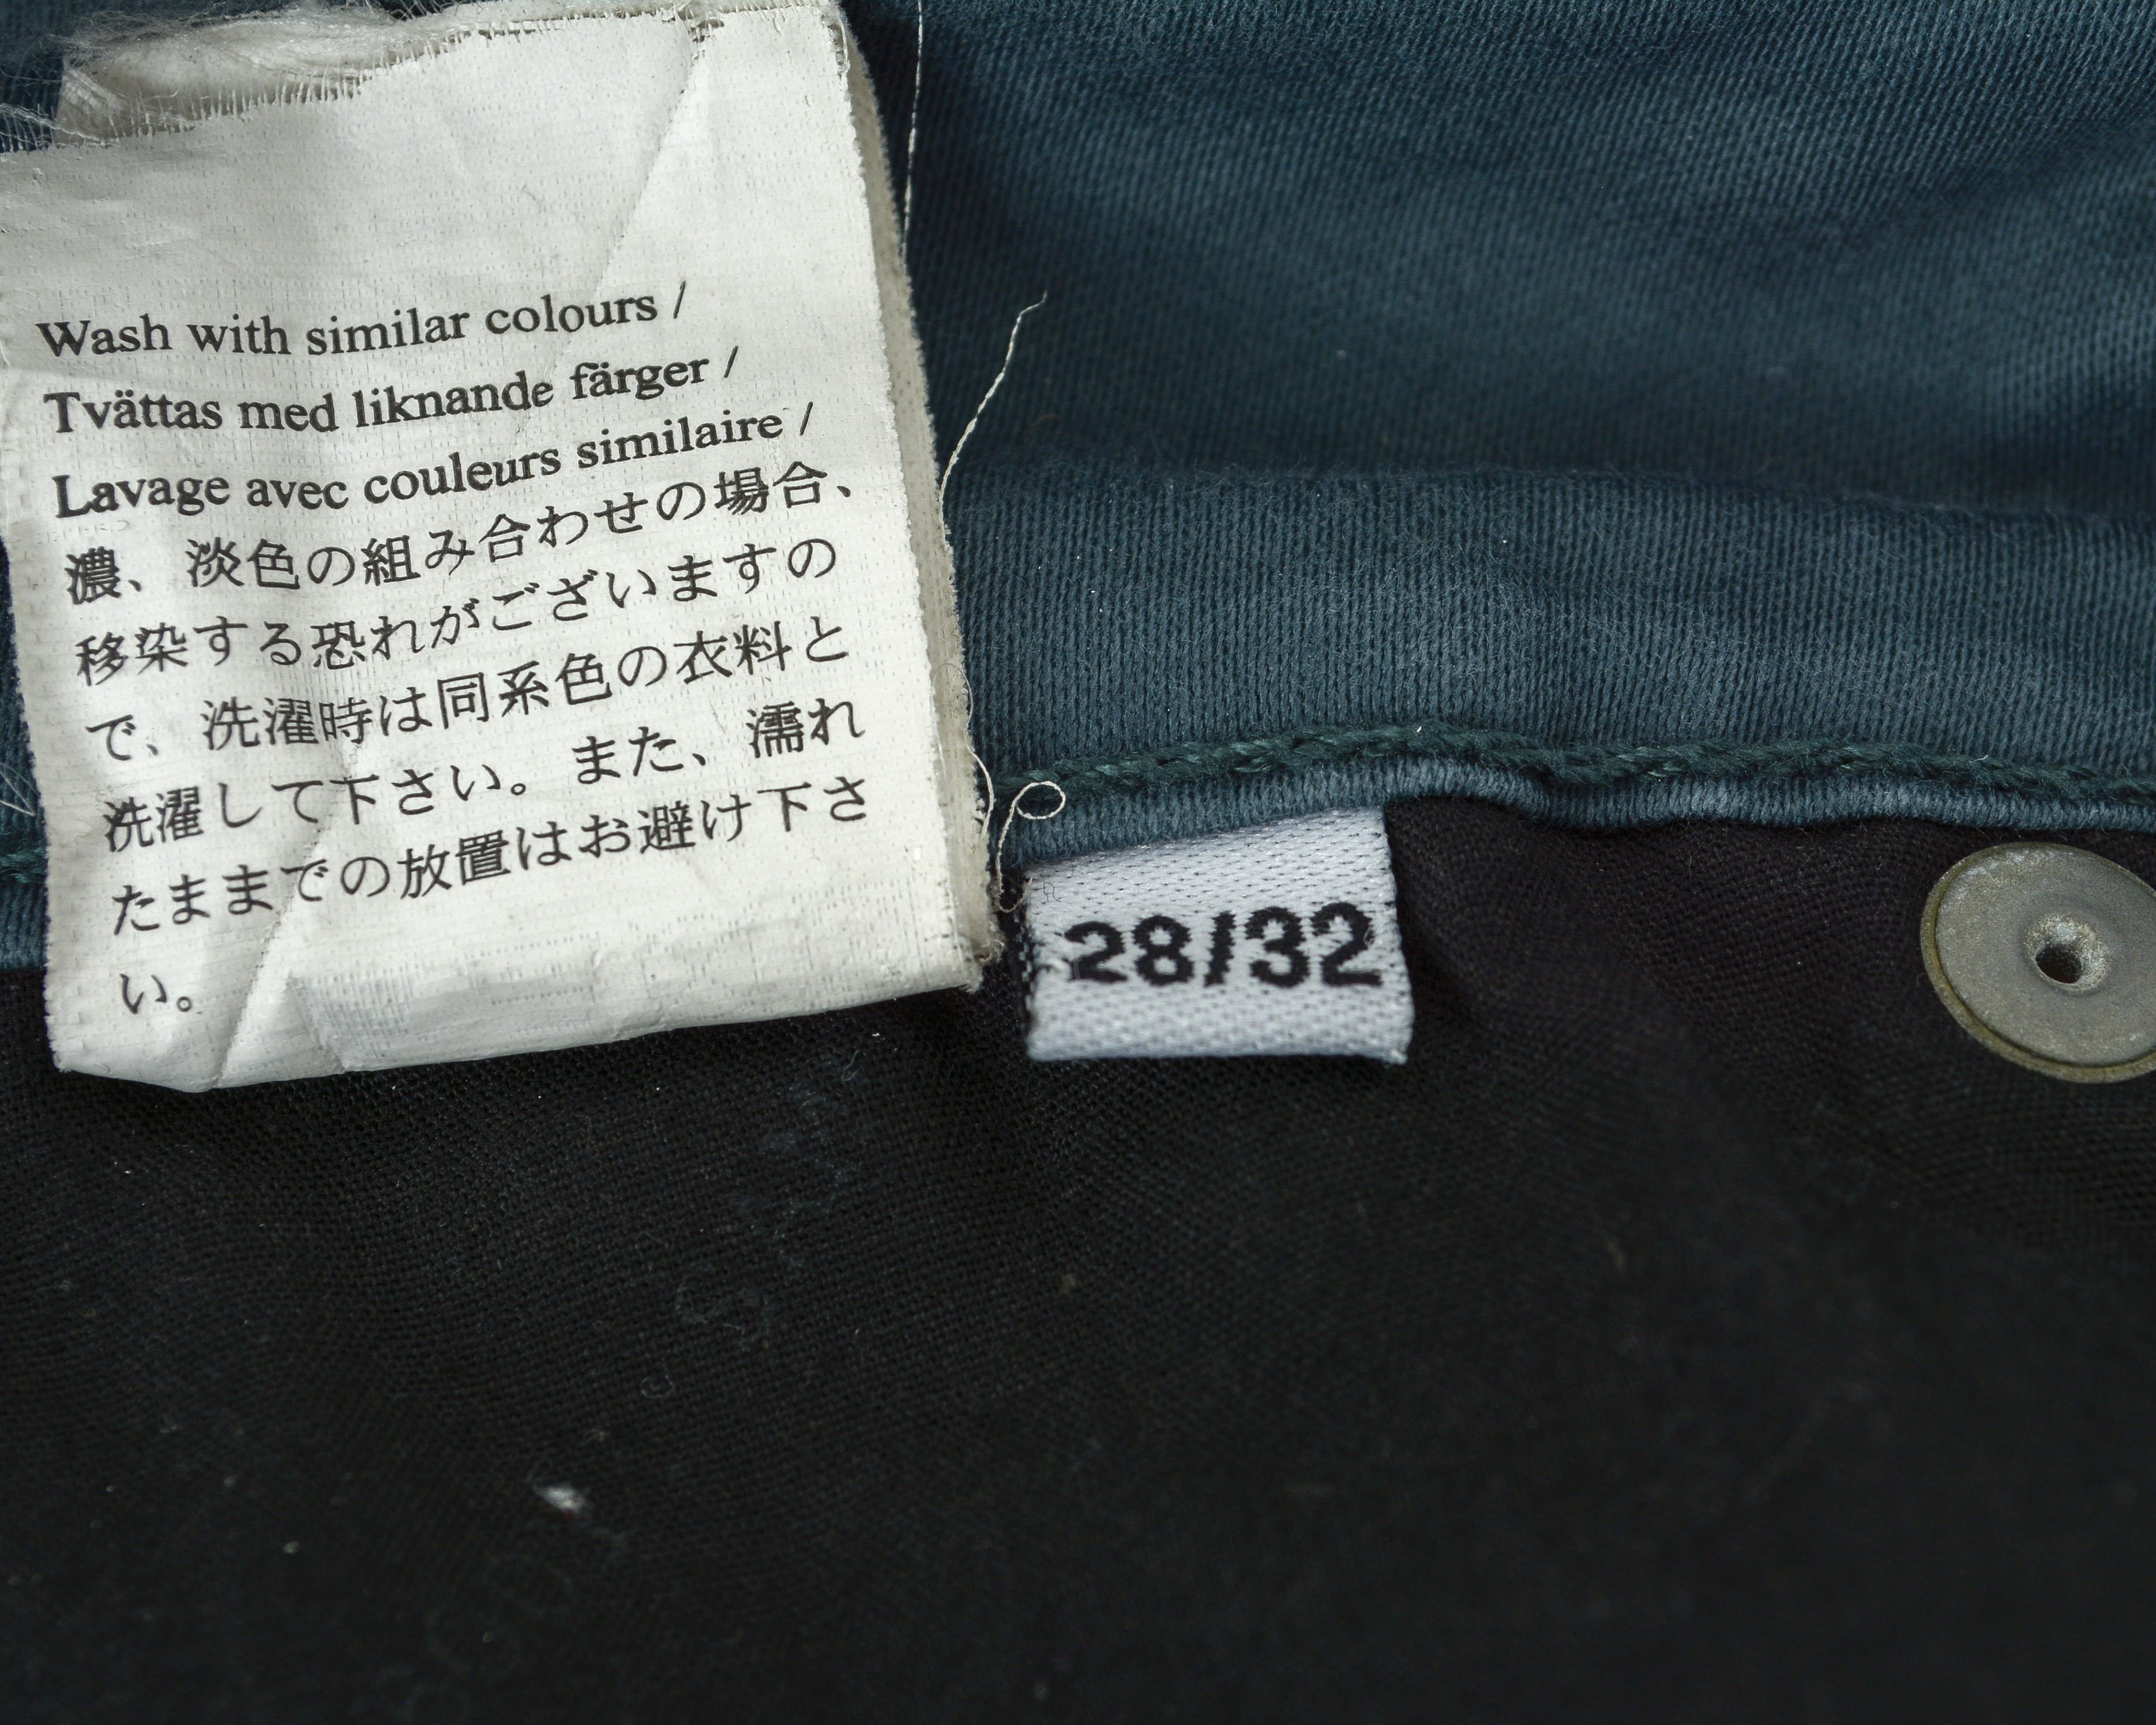 Wash with similar colours /
Tvättas med liknande färger /
Lavage avec couleurs similaire /
濃、淡色の組み合わせの場合、
移染する恐れがございますの
で、洗濯時は同系色の衣料と
洗濯して下さい。また、濡れ
たままでの放置はお避け下さ
い。
28/32